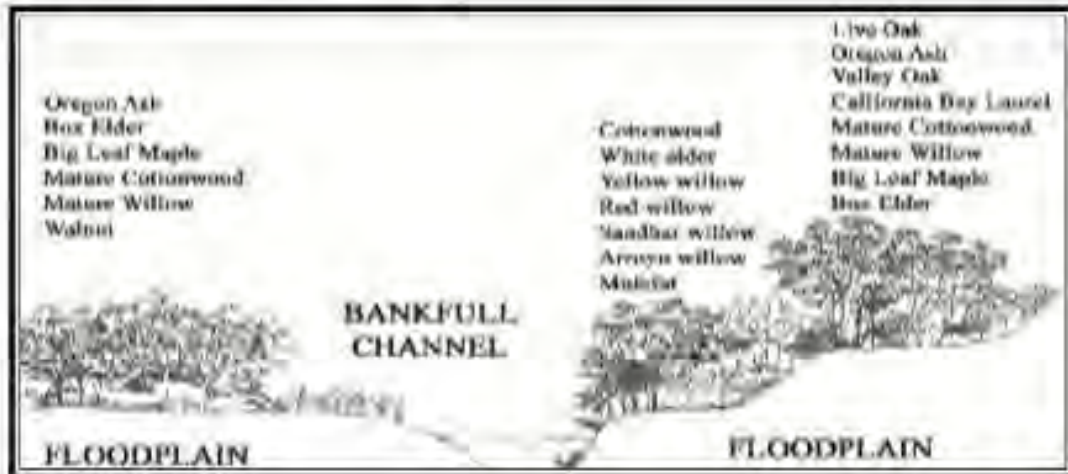 Oregon Ash
Box Elder
Big Leaf Maple
Mature Cottonwood
Mature Willow
Walnut
BANKFULL
CHANNEL
Cottonwood
White alder
Yellow willow
Red willow
Sandbar willow
Arroyo willow
Mulefat
Live Oak
Oregon Ash
Valley Oak
California Bay Laurel
Mature Cottonwood
Mature Willow
Big Leaf Maple
Box Elder
FLOODPLAIN
FLOODPLAIN